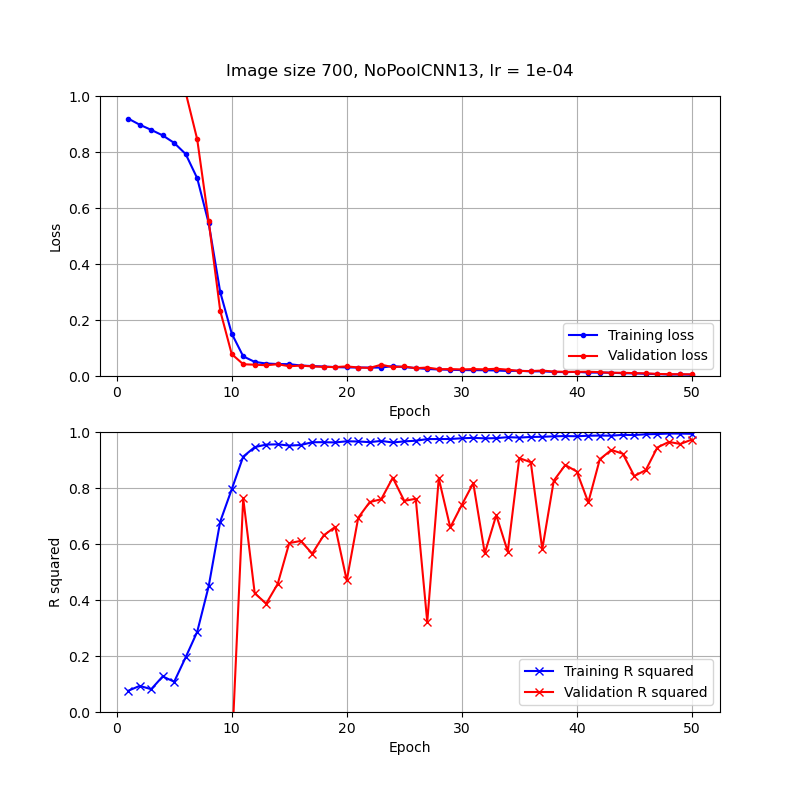 Image size 700, NoPoolCNN13, lr = 1e-04
1.0
0.8
0.6
0.4
0.2
0.0
Loss
Training loss
Validation loss
0 10 20 30 40 50
Epoch
1.0
0.8
0.6
0.4
0.2
0.0
R squared
Training R squared
Validation R squared
0 10 20 30 40 50
Epoch